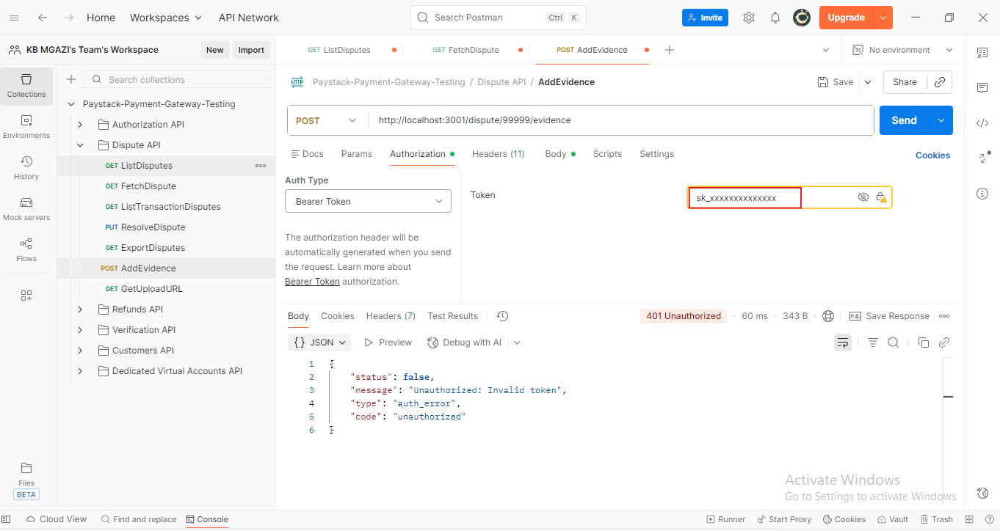 Home Workspaces API Network Search Postman Ctrl K Invite Upgrade
KB MGAZI's Team's Workspace New Import GET ListDisputes GET FetchDispute POST AddEvidence No environment
Collections
Environments
History
Mock servers
Flows
Files
BETA
Search collections
Paystack-Payment-Gateway-Testing
Authorization API
Dispute API
GET ListDisputes
GET FetchDispute
GET ListTransactionDisputes
PUT ResolveDispute
GET ExportDisputes
POST AddEvidence
GET GetUploadURL
Refunds API
Verification API
Customers API
Dedicated Virtual Accounts API
HTTP Paystack-Payment-Gateway-Testing / Dispute API / AddEvidence Save Share
POST http://localhost:3001/dispute/99999/evidence Send
Docs Params Authorization Headers (11) Body Scripts Settings Cookies
Auth Type
Bearer Token
The authorization header will be
automatically generated when you send
the request. Learn more about
Bearer Token authorization.
Token sk_xxxxxxxxxxxxxx
Body Cookies Headers (7) Test Results 401 Unauthorized 60 ms 343 B e.g. Save Response
{} JSON Preview Debug with AI
1 {
2 "status": false,
3 "message": "Unauthorized: Invalid token",
4 "type": "auth_error",
5 "code": "unauthorized"
6 }
Activate Windows
Go to Settings to activate Windows.
Cloud View Find and replace Console Runner Start Proxy Cookies Vault Trash